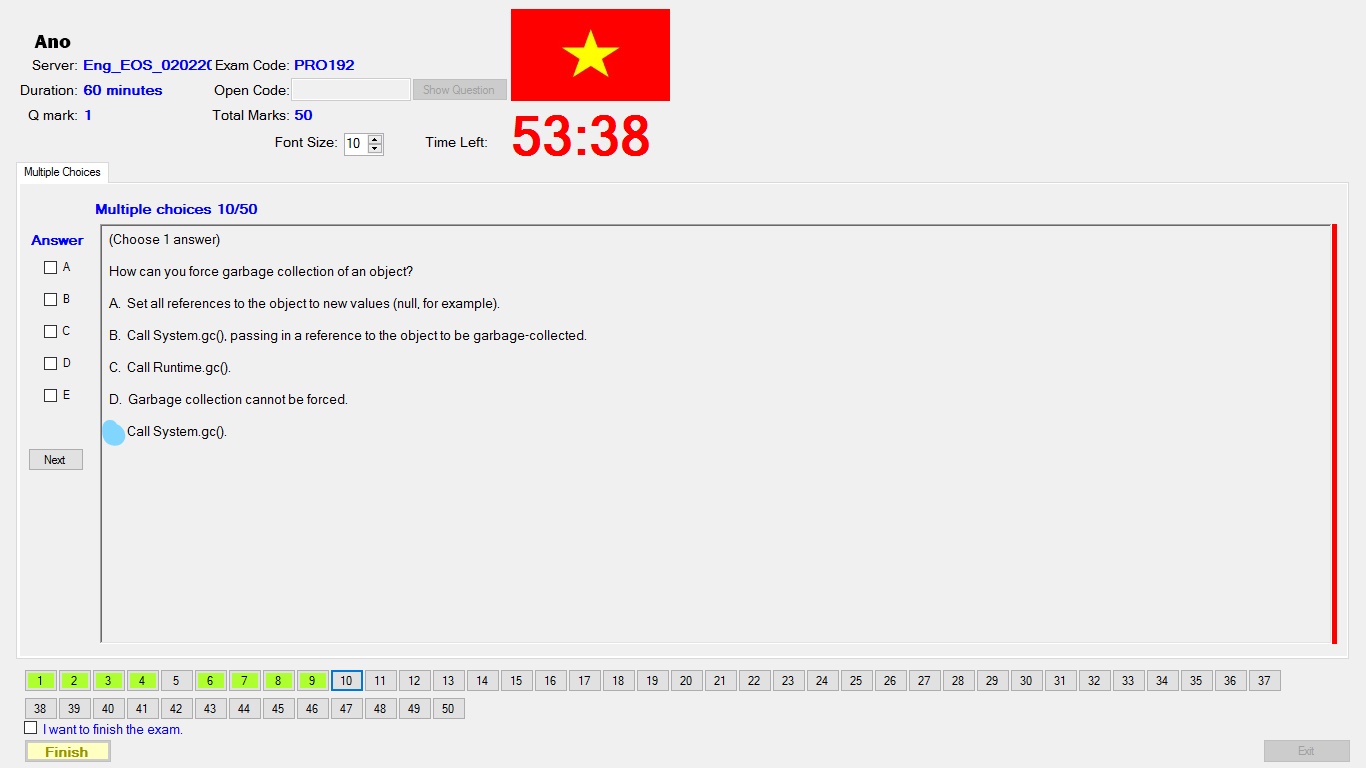 Ano
Server: Eng_EOS_020220 Exam Code: PRO192
Duration: 60 minutes Open Code: Show Question
Q mark: 1 Total Marks: 50
Font Size: 10 Time Left: 53:38
Multiple Choices
Multiple choices 10/50
Answer
(Choose 1 answer)
How can you force garbage collection of an object?
A A. Set all references to the object to new values (null, for example).
B B. Call System.gc(), passing in a reference to the object to be garbage-collected.
C C. Call Runtime.gc().
D D. Garbage collection cannot be forced.
E Call System.gc().
Next
1 2 3 4 5 6 7 8 9 10 11 12 13 14 15 16 17 18 19 20 21 22 23 24 25 26 27 28 29 30 31 32 33 34 35 36 37
38 39 40 41 42 43 44 45 46 47 48 49 50
I want to finish the exam.
Finish Exit